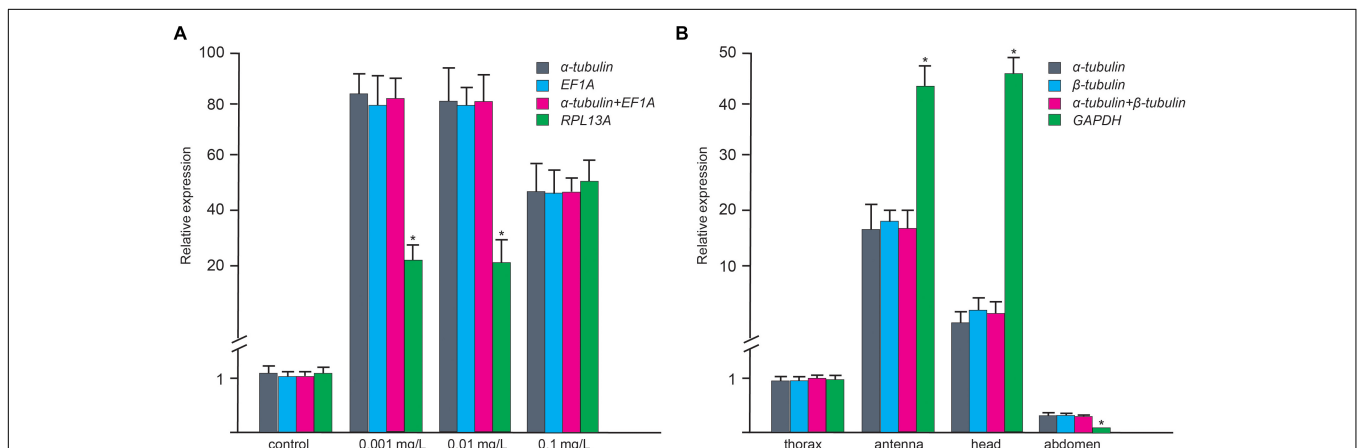 A
100
80
60
40
20
1
Relative expression
α-tubulin
EF1A
α-tubulin+EF1A
RPL13A
*
*
control
0.001 mg/L
0.01 mg/L
0.1 mg/L
B
50
40
30
20
10
1
Relative expression
α-tubulin
β-tubulin
α-tubulin+β-tubulin
GAPDH
*
*
*
thorax
antenna
head
abdomen